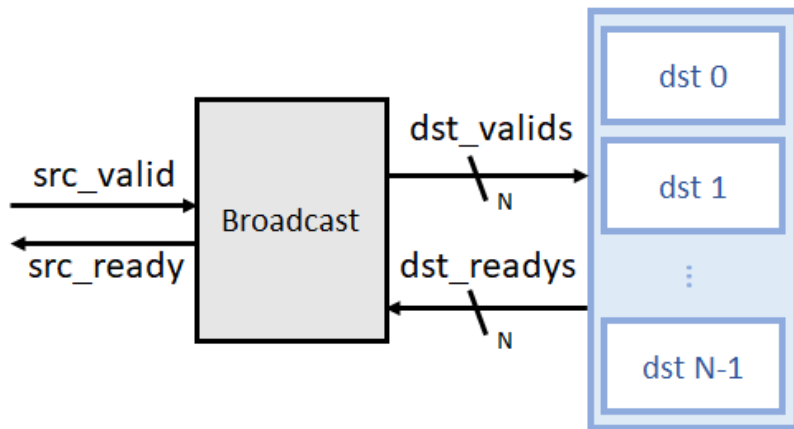 src_valid
src_ready
Broadcast
dst_valids
N
dst_readys
N
dst 0
dst 1
...
dst N-1